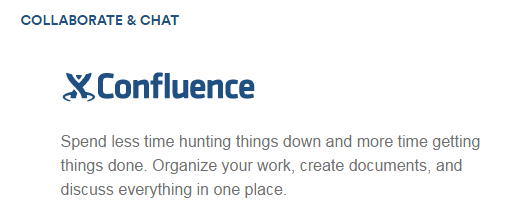 COLLABORATE & CHAT
Confluence
Spend less time hunting things down and more time getting
things done. Organize your work, create documents, and
discuss everything in one place.